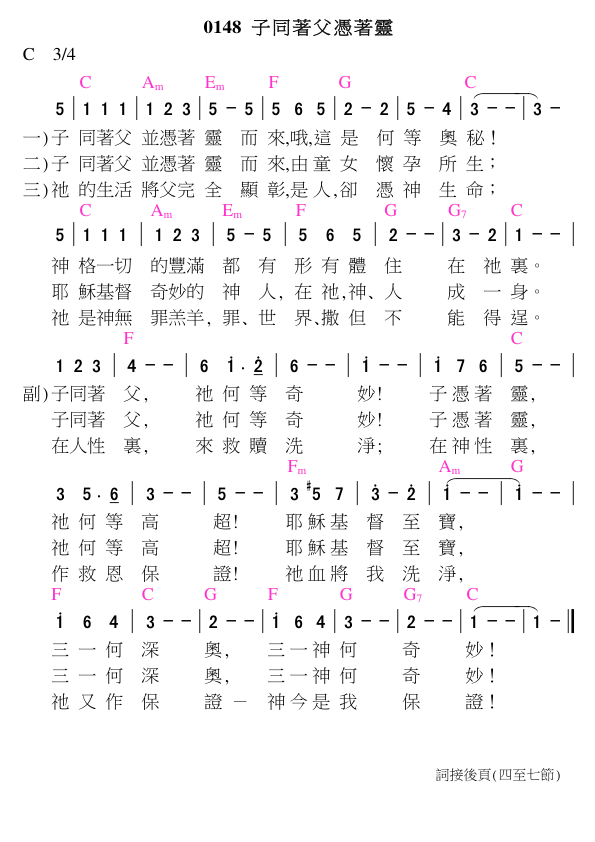 0148 子同著父憑著靈
C 3/4
C Am Em F G C
5 | 1 1 1 | 1 2 3 | 5 － 5 | 5 6 5 | 2 － 2 | 5 － 4 | 3 － － | 3 －
一)子 同著父 並憑著 靈 而 來,哦,這 是 何 等 奧 秘！
二)子 同著父 並憑著 靈 而 來,由 童 女 懷 孕 所 生；
三)祂 的生活 將父完 全 顯 彰,是 人,卻 憑 神 生 命；
C Am Em F G G7 C
5 | 1 1 1 | 1 2 3 | 5 － 5 | 5 6 5 | 2 － － | 3 － 2 | 1 － － |
神 格一切 的豐滿 都 有 形 有 體 住 在 祂 裏。
耶 穌基督 奇妙的 神 人, 在 祂,神、人 成 一 身。
祂 是神無 罪羔羊, 罪、世 界、撒 但 不 能 得 逞。
F C
1 2 3 | 4 － － | 6 i . 2̇ | 6 － － | i － － | i 7 6 | 5 － － |
副)子同著 父, 祂 何 等 奇 妙! 子 憑 著 靈,
子同著 父, 祂 何 等 奇 妙! 子 憑 著 靈,
在人性 裏, 來 救 贖 洗 淨; 在 神 性 裏,
Fm Am G
3 5 . 6 | 3 － － | 5 － － | 3 #5 7 | 3̇ － 2̇ | i － － | i － － |
祂 何 等 高 超! 耶 穌 基 督 至 寶,
祂 何 等 高 超! 耶 穌 基 督 至 寶,
作 救 恩 保 證! 祂 血 將 我 洗 淨,
F C G F G G7 C
i 6 4 | 3 － － | 2 － － | i 6 4 | 3 － － | 2 － － | 1 － － | 1 － ||
三 一 何 深 奧, 三 一 神 何 奇 妙！
三 一 何 深 奧, 三 一 神 何 奇 妙！
祂 又 作 保 證 － 神 今 是 我 保 證！
詞接後頁(四至七節)